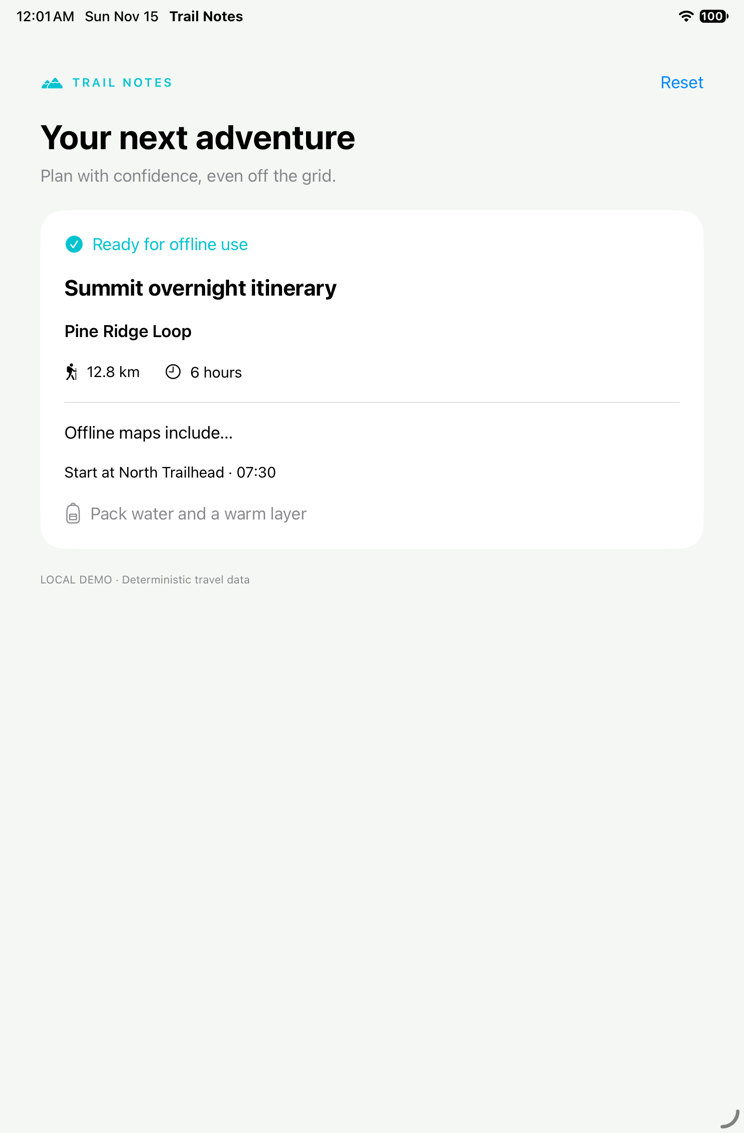 12:01 AM Sun Nov 15 Trail Notes 100
TRAIL NOTES Reset
Your next adventure
Plan with confidence, even off the grid.
Ready for offline use
Summit overnight itinerary
Pine Ridge Loop
12.8 km 6 hours
Offline maps include...
Start at North Trailhead · 07:30
Pack water and a warm layer
LOCAL DEMO · Deterministic travel data